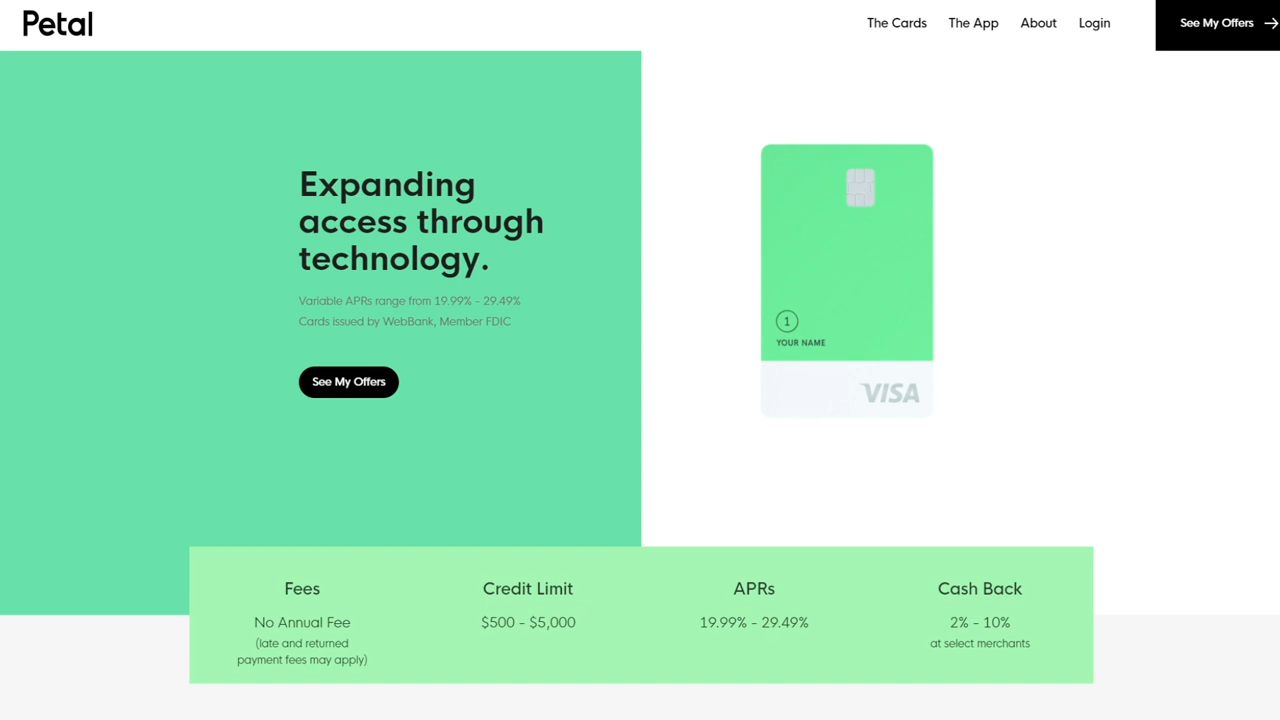 Petal
The Cards
The App
About
Login
See My Offers
Expanding
access through
technology.
Variable APRs range from 19.99% - 29.49%
Cards issued by WebBank, Member FDIC
See My Offers
1
YOUR NAME
VISA
Fees
No Annual Fee
(late and returned
payment fees may apply)
Credit Limit
$500 - $5,000
APRs
19.99% - 29.49%
Cash Back
2% - 10%
at select merchants